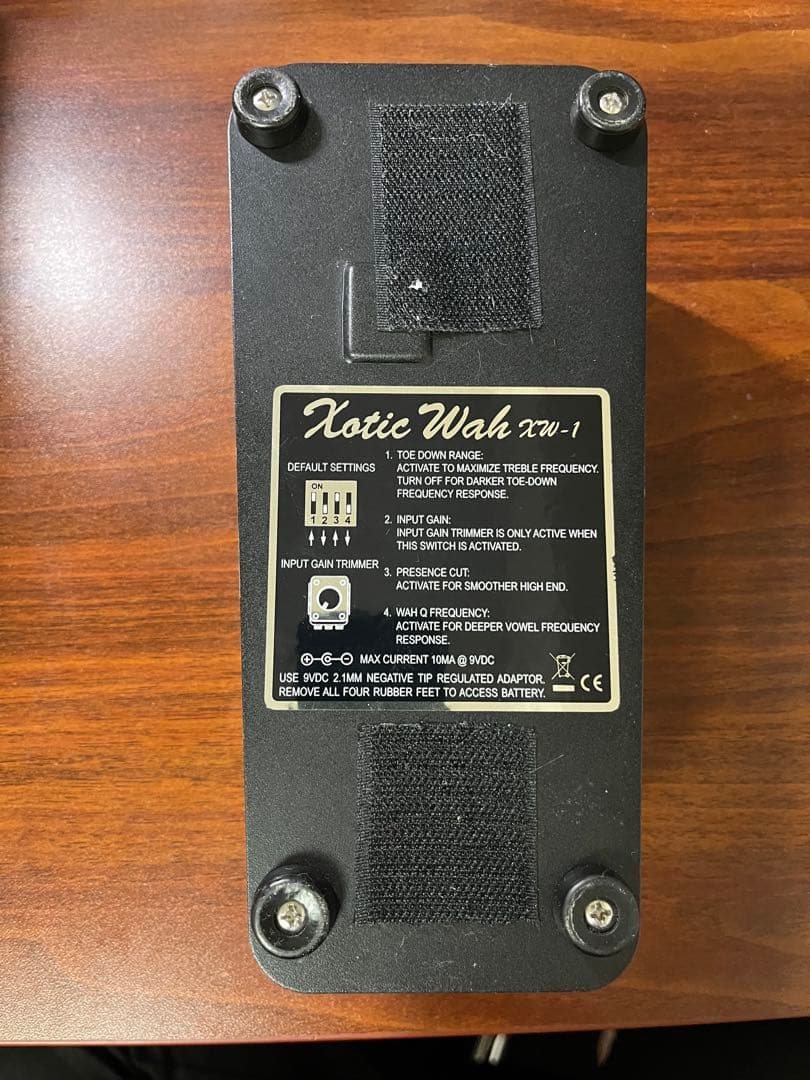 Xotic Wah XW-1
DEFAULT SETTINGS
ON
1 2 3 4
INPUT GAIN TRIMMER
1. TOE DOWN RANGE:
ACTIVATE TO MAXIMIZE TREBLE FREQUENCY.
TURN OFF FOR DARKER TOE-DOWN
FREQUENCY RESPONSE.
2. INPUT GAIN:
INPUT GAIN TRIMMER IS ONLY ACTIVE WHEN
THIS SWITCH IS ACTIVATED.
3. PRESENCE CUT:
ACTIVATE FOR SMOOTHER HIGH END.
4. WAH Q FREQUENCY:
ACTIVATE FOR DEEPER VOWEL FREQUENCY
RESPONSE.
MAX CURRENT 10MA @ 9VDC
USE 9VDC 2.1MM NEGATIVE TIP REGULATED ADAPTOR.
REMOVE ALL FOUR RUBBER FEET TO ACCESS BATTERY.
CE